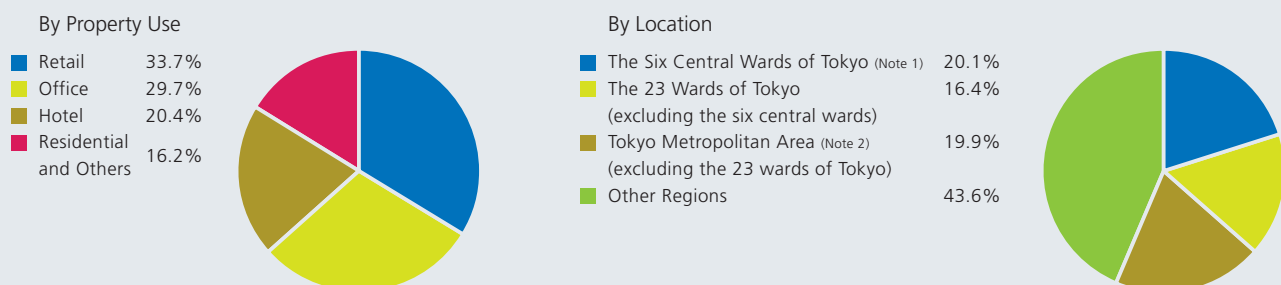 By Property Use
Retail 33.7%
Office 29.7%
Hotel 20.4%
Residential
and Others 16.2%
By Location
The Six Central Wards of Tokyo (Note 1) 20.1%
The 23 Wards of Tokyo 16.4%
(excluding the six central wards)
Tokyo Metropolitan Area (Note 2) 19.9%
(excluding the 23 wards of Tokyo)
Other Regions 43.6%